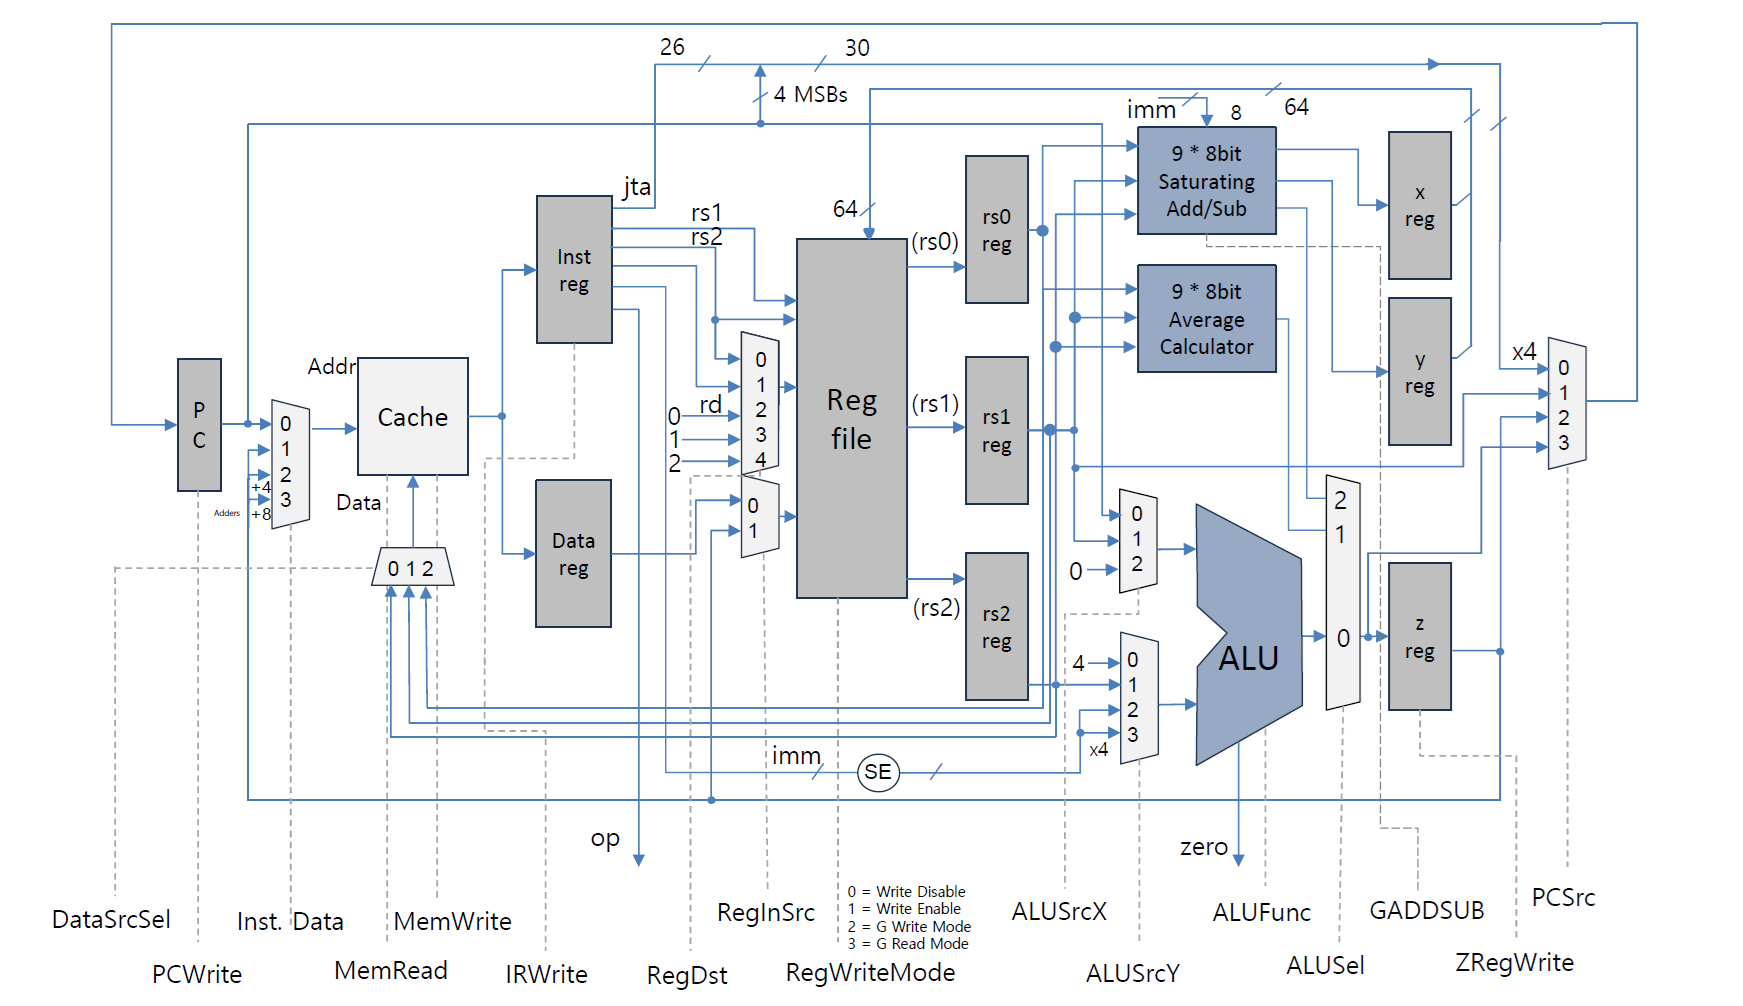 26
30
4 MSBs
imm
8
64
9 * 8bit
Saturating
Add/Sub
x
reg
jta
rs1
rs2
64
(rs0)
rs0
reg
Inst
reg
9 * 8bit
Average
Calculator
y
reg
x4
0
1
2
3
Addr
P
C
Cache
0
1
2
3
+4
+8
Adders
Data
0 1 2
0
1
2
rd
0
1
2
3
4
0
1
Reg
file
(rs1)
rs1
reg
Data
reg
(rs2)
rs2
reg
0
0
1
2
4
0
1
2
3
x4
ALU
2
1
0
z
reg
imm
SE
op
zero
0 = Write Disable
1 = Write Enable
2 = G Write Mode
3 = G Read Mode
DataSrcSel
Inst. Data
MemWrite
RegInSrc
ALUSrcX
ALUFunc
GADDSUB
PCSrc
PCWrite
MemRead
IRWrite
RegDst
RegWriteMode
ALUSrcY
ALUSel
ZRegWrite